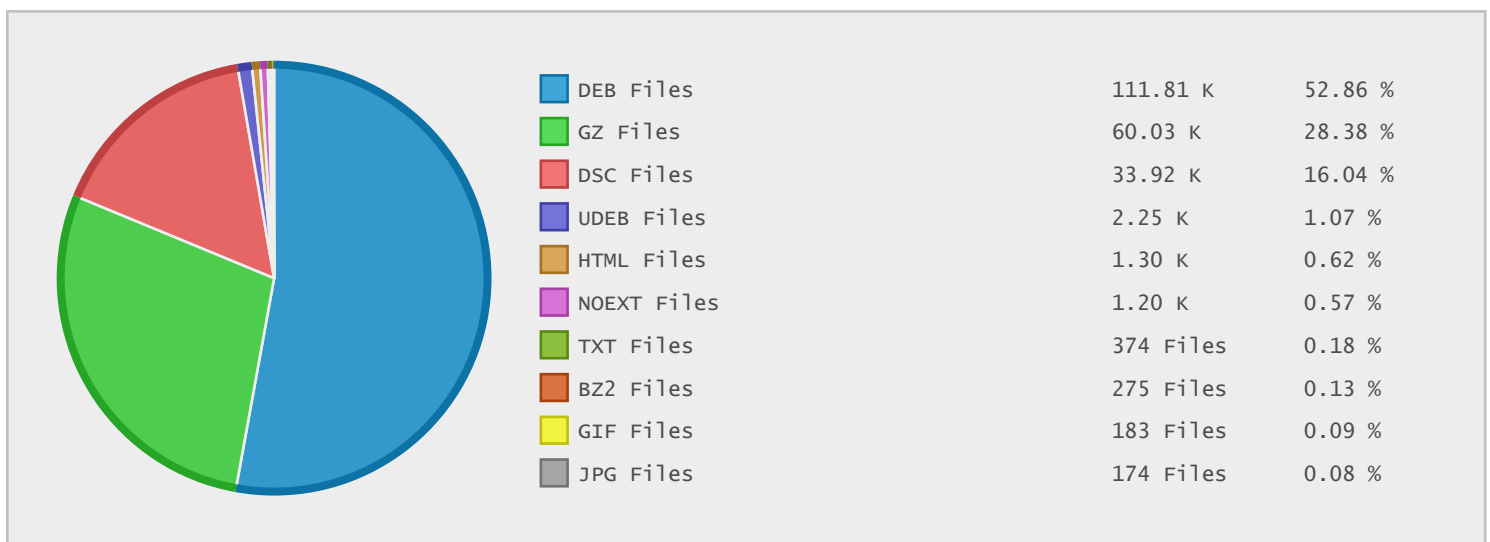 DEB Files 111.81 K 52.86 %
GZ Files 60.03 K 28.38 %
DSC Files 33.92 K 16.04 %
UDEB Files 2.25 K 1.07 %
HTML Files 1.30 K 0.62 %
NOEXT Files 1.20 K 0.57 %
TXT Files 374 Files 0.18 %
BZ2 Files 275 Files 0.13 %
GIF Files 183 Files 0.09 %
JPG Files 174 Files 0.08 %